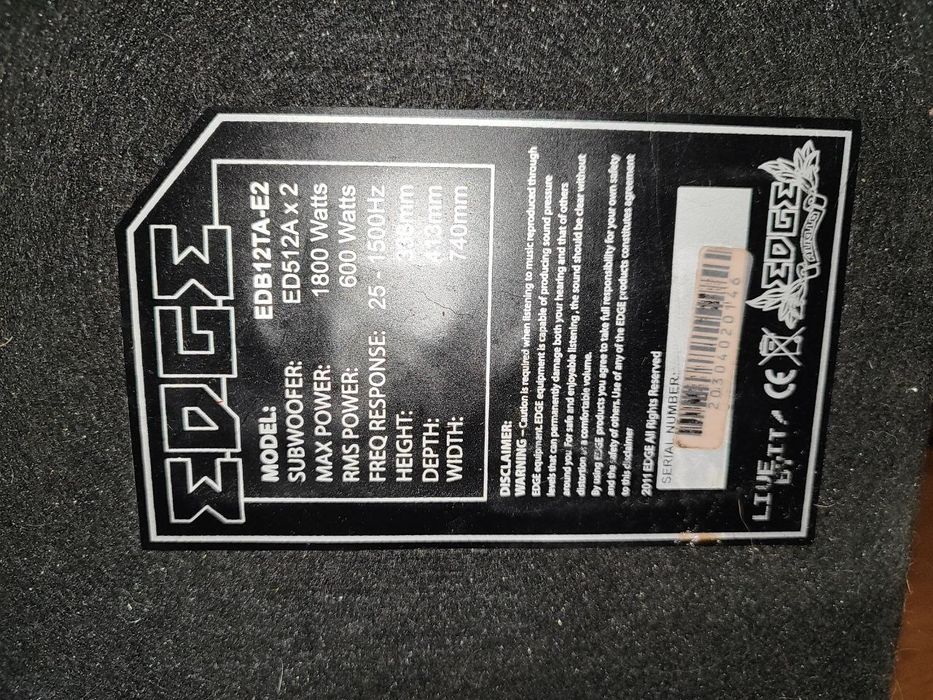 EDGE
MODEL: EDB12TA-E2
SUBWOOFER: ED512A x 2
MAX POWER: 1800 Watts
RMS POWER: 600 Watts
FREQ RESPONSE: 25 - 1500Hz
HEIGHT:
DEPTH:
WIDTH: 740mm
DISCLAIMER:
WARNING – Caution is required when listening to music reproduced through
EDGE equipment. EDGE equipment is capable of producing sound pressure
levels that can permanently damage both your hearing and that of others
around you. For safe and enjoyable listening , the sound should be clear without
distortion at a comfortable volume.
By using EDGE products you agree to take full responsibility for your own safety
and the safety of others. Use of any of the EDGE products constitutes agreement
to this disclaimer
2011 EDGE All Rights Reserved
SERIAL NUMBER:
20304020146
LIVE
BY IT/
CE
EDGE